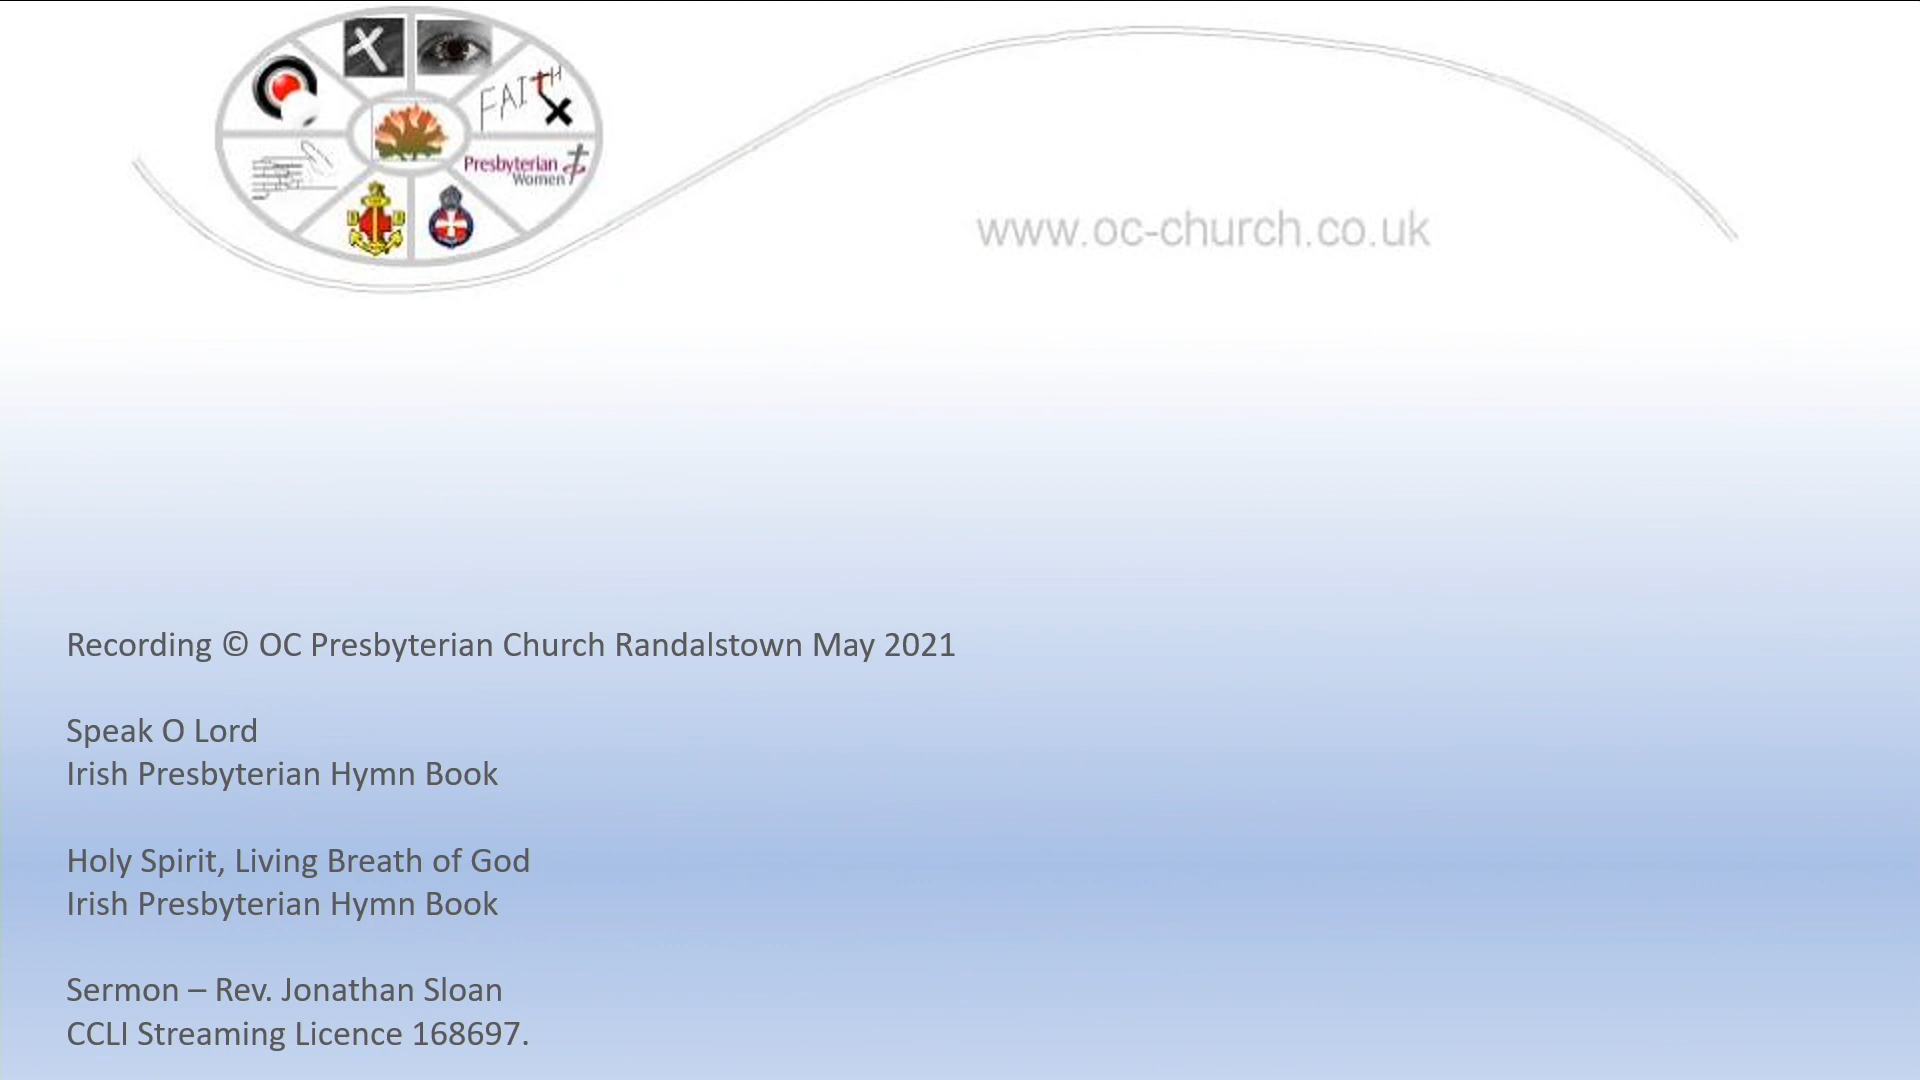 FAITH
Presbyterian
Women
B B
www.oc-church.co.uk
Recording © OC Presbyterian Church Randalstown May 2021
Speak O Lord
Irish Presbyterian Hymn Book
Holy Spirit, Living Breath of God
Irish Presbyterian Hymn Book
Sermon – Rev. Jonathan Sloan
CCLI Streaming Licence 168697.